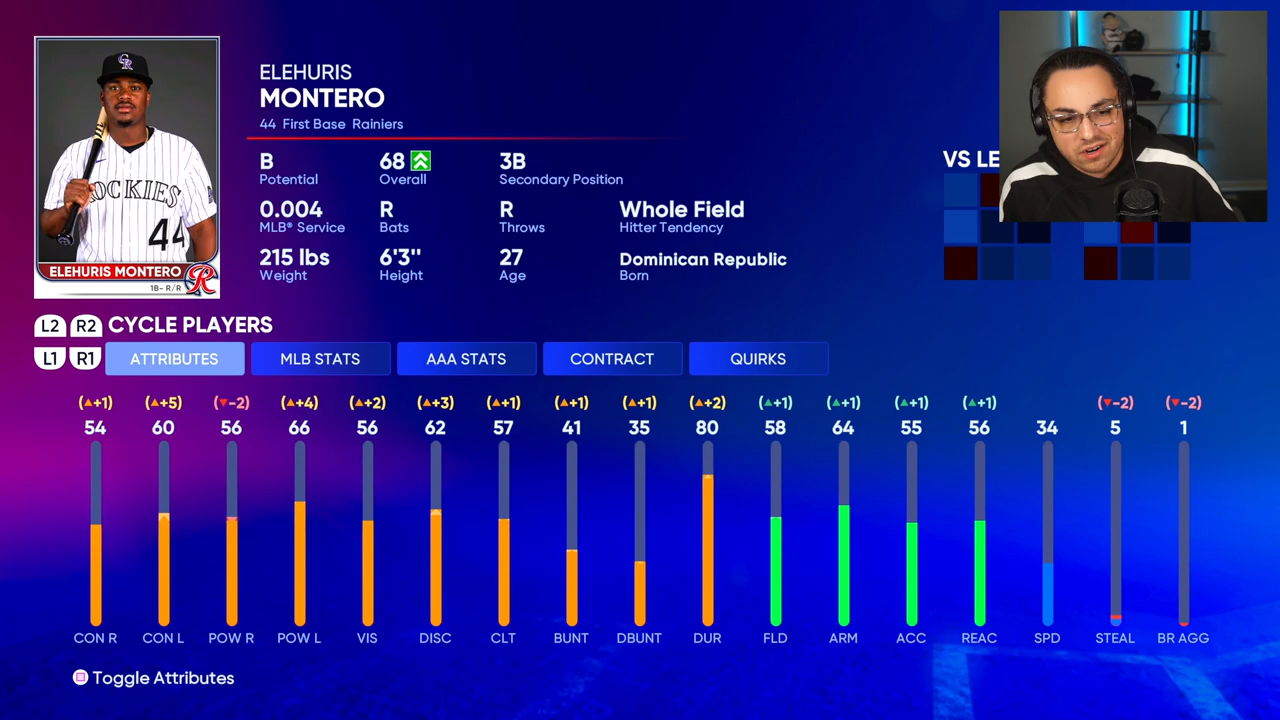 ELEHURIS
MONTERO
44 First Base Rainiers
B 68 3B
Potential Overall Secondary Position
0.004 R R Whole Field
MLB® Service Bats Throws Hitter Tendency
215 lbs 6'3'' 27 Dominican Republic
Weight Height Age Born
VS LE
CR
ROCKIES
44
ELEHURIS MONTERO R
1B- R/R
L2 R2 CYCLE PLAYERS
L1 R1 ATTRIBUTES MLB STATS AAA STATS CONTRACT QUIRKS
(▲+1) (▲+5) (▼-2) (▲+4) (▲+2) (▲+3) (▲+1) (▲+1) (▲+1) (▲+2) (▲+1) (▲+1) (▲+1) (▲+1) (▼-2) (▼-2)
54 60 56 66 56 62 57 41 35 80 58 64 55 56 34 5 1
CON R CON L POW R POW L VIS DISC CLT BUNT DBUNT DUR FLD ARM ACC REAC SPD STEAL BR AGG
Toggle Attributes